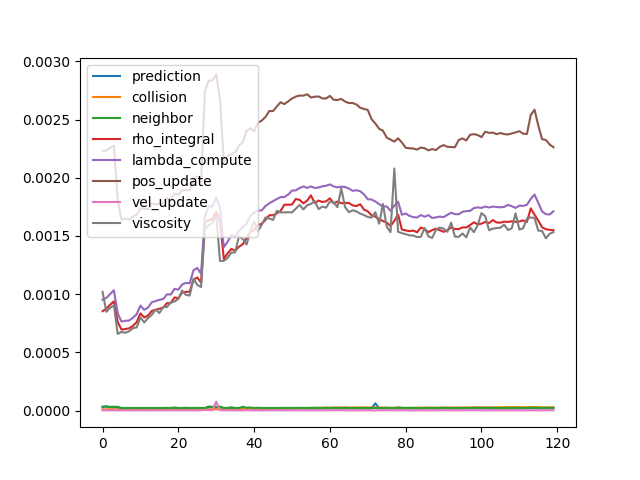 0.0030
0.0025
0.0020
0.0015
0.0010
0.0005
0.0000
prediction
collision
neighbor
rho_integral
lambda_compute
pos_update
vel_update
viscosity
0 20 40 60 80 100 120